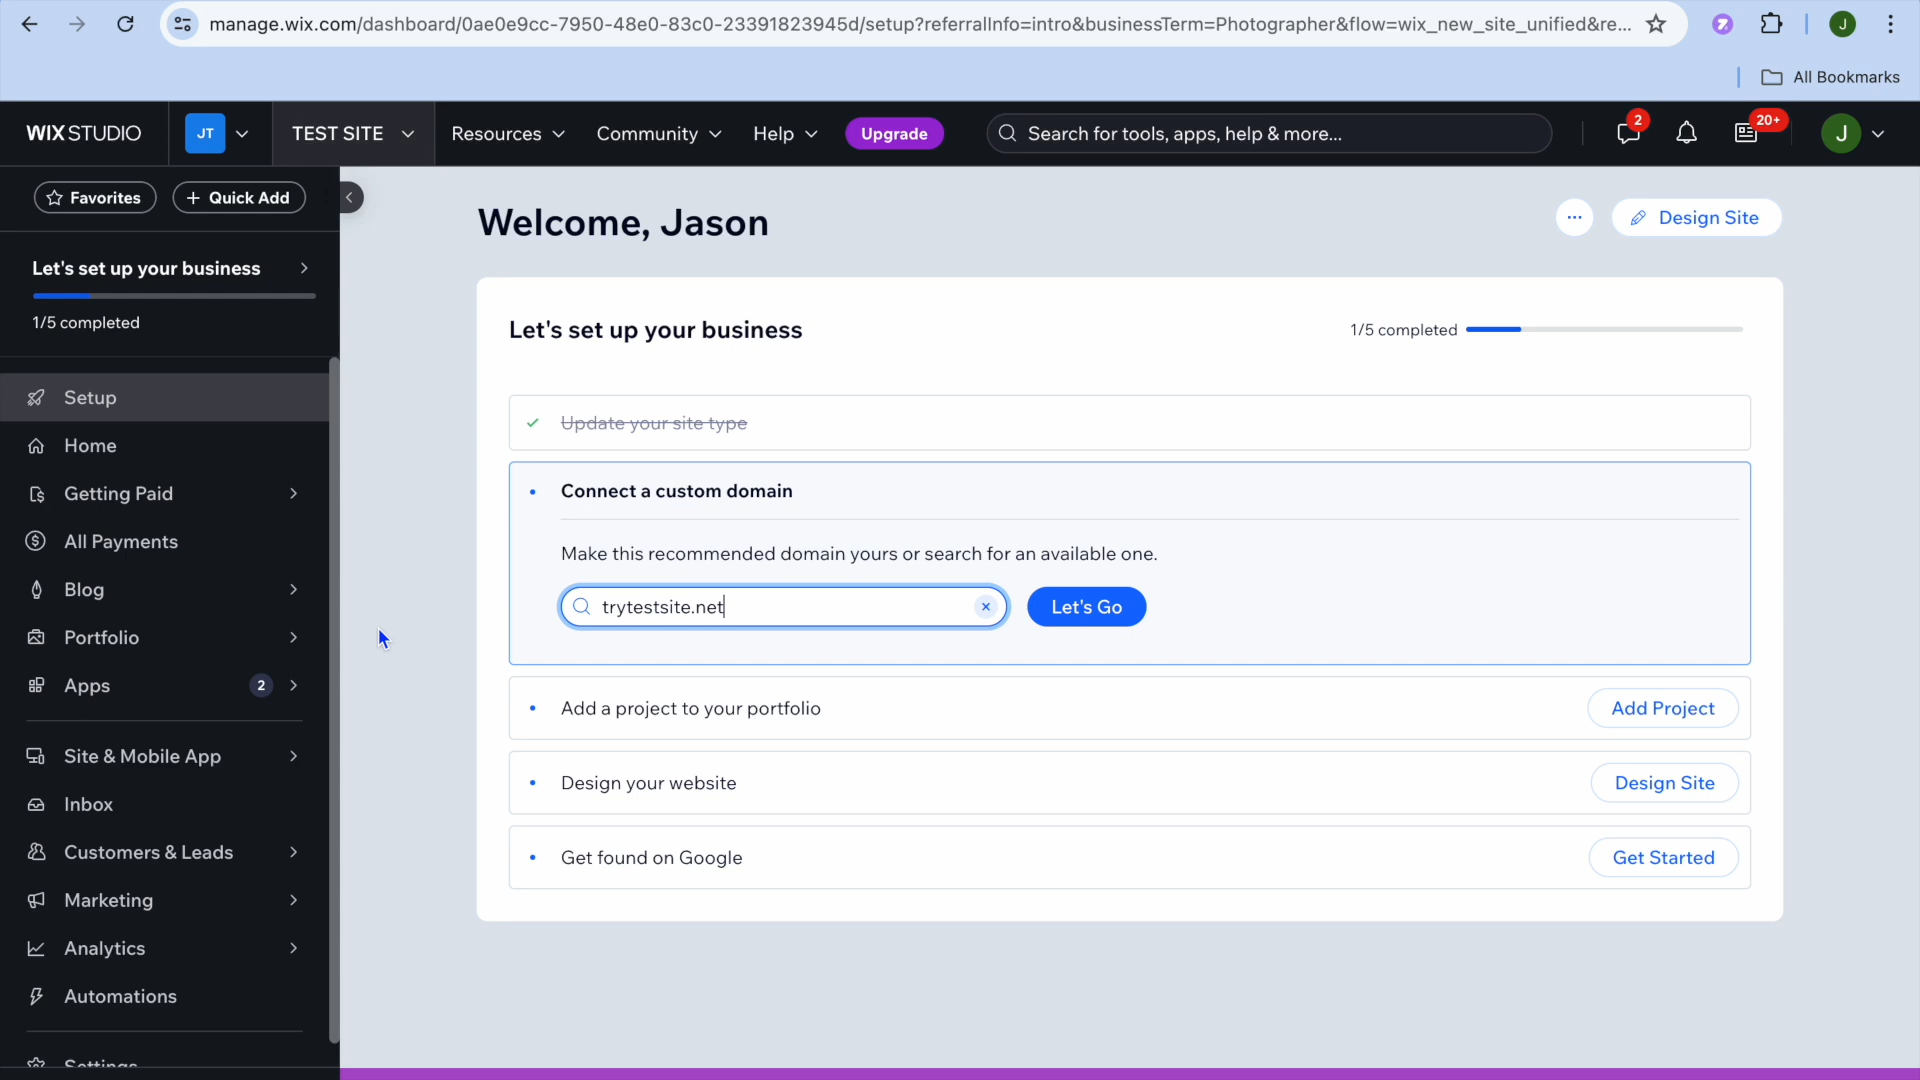 manage.wix.com/dashboard/0ae0e9cc-7950-48e0-83c0-23391823945d/setup?referralInfo=intro&businessTerm=Photographer&flow=wix_new_site_unified&re...
J
All Bookmarks
WIX STUDIO
JT
TEST SITE
Resources
Community
Help
Upgrade
Search for tools, apps, help & more...
2
20+
J
Favorites
+ Quick Add
Let's set up your business
1/5 completed
Setup
Home
Getting Paid
All Payments
Blog
Portfolio
Apps 2
Site & Mobile App
Inbox
Customers & Leads
Marketing
Analytics
Automations
Settings
Welcome, Jason
Design Site
Let's set up your business
1/5 completed
Update your site type
Connect a custom domain
Make this recommended domain yours or search for an available one.
trytestsite.net
Let's Go
Add a project to your portfolio
Add Project
Design your website
Design Site
Get found on Google
Get Started